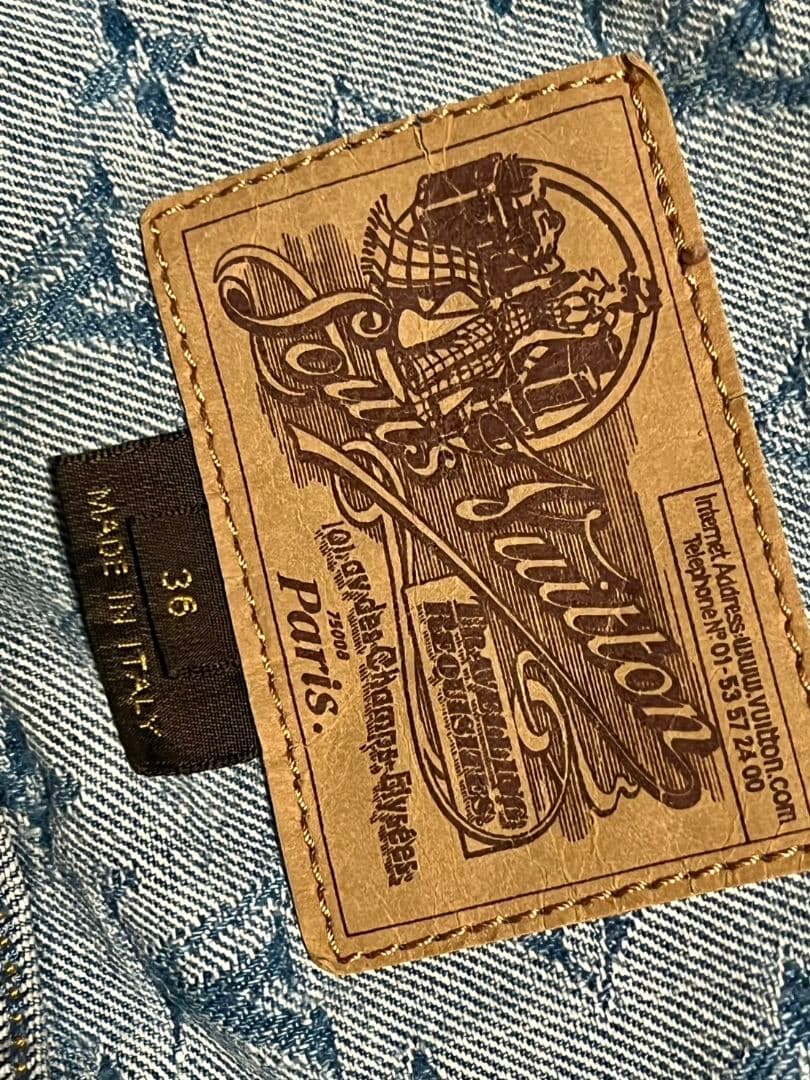 Internet Address: www.vuitton.com
Telephone N° 01 - 53 57 24 00
Louis Vuitton
TRAVELLING
REQUISITES
101 Av. des Champs-Elysées
75008
Paris.
36
MADE IN ITALY